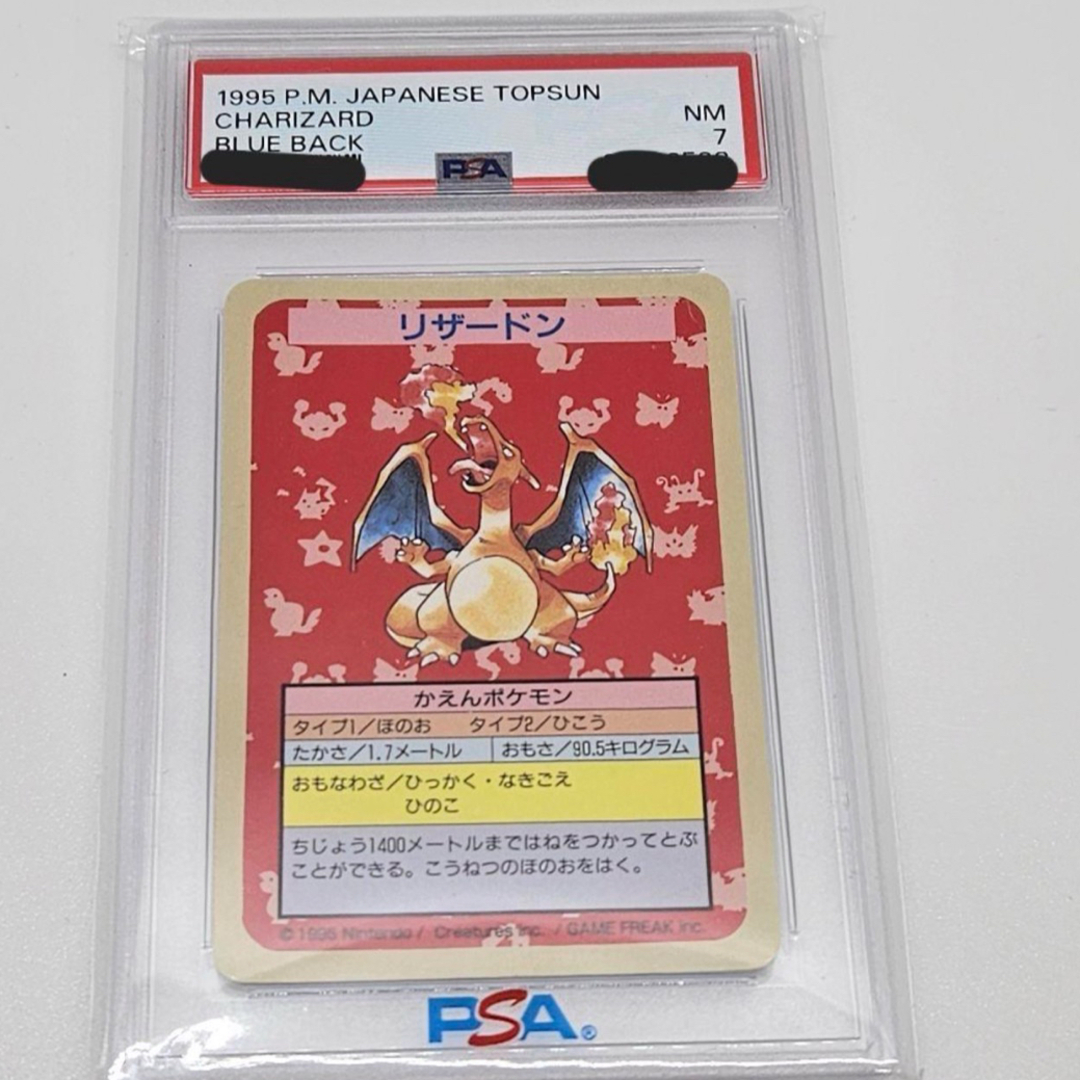 1995 P.M. JAPANESE TOPSUN
CHARIZARD
NM
BLUE BACK
7
PSA
リザードン
かえんポケモン
タイプ1/ほのお タイプ2/ひこう
たかさ/1.7メートル おもさ/90.5キログラム
おもなわざ/ひっかく・なきごえ
ひのこ
ちじょう1400メートルまではねをつかってとぶ
ことができる。こうねつのほのおをはく。
©1995 Nintendo / Creatures inc. / GAME FREAK inc.
PSA®